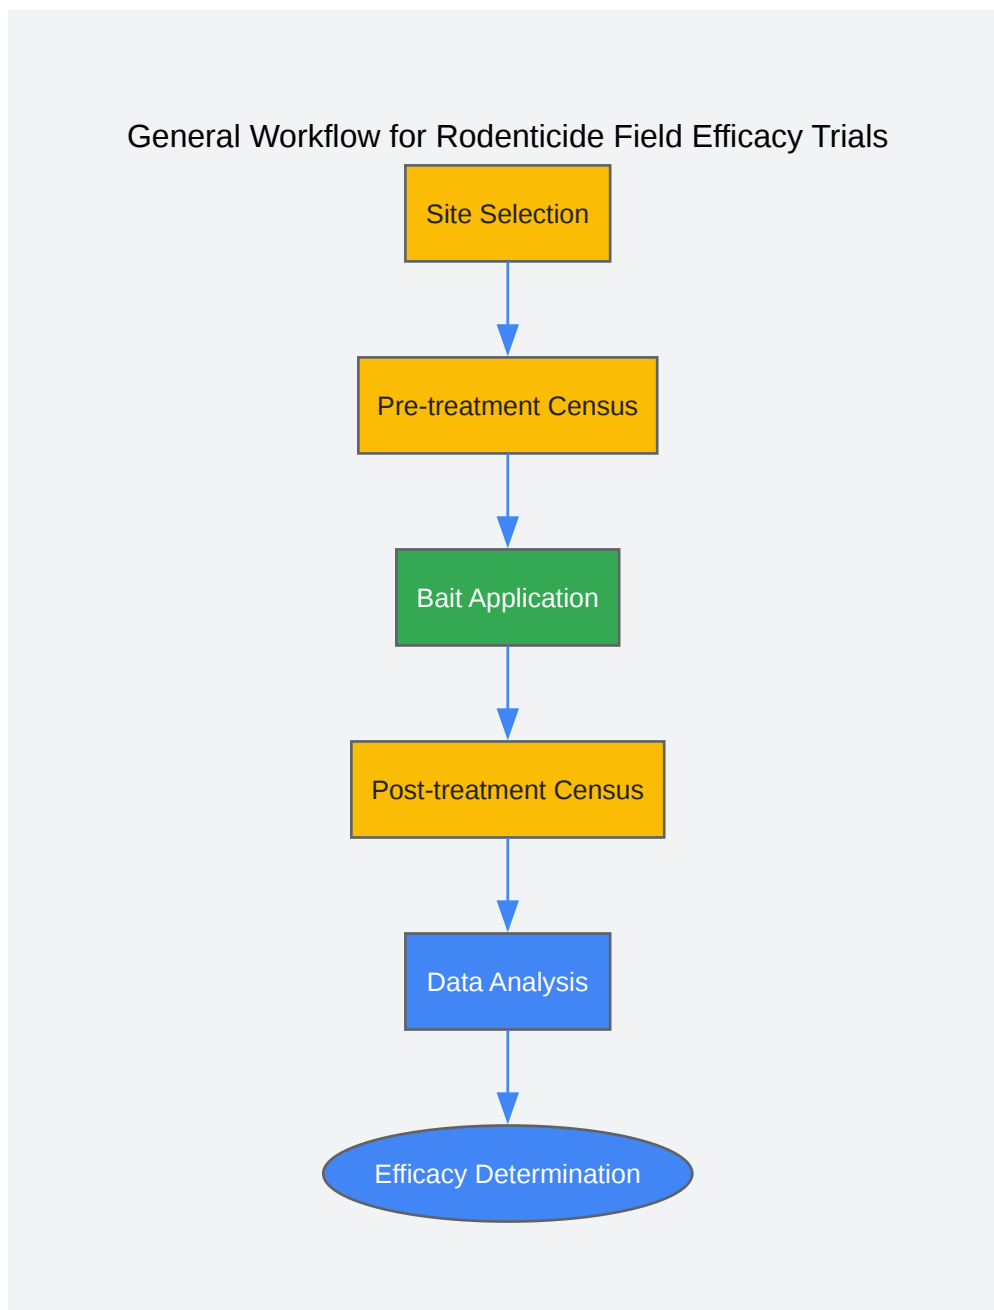 General Workflow for Rodenticide Field Efficacy Trials
Site Selection
Pre-treatment Census
Bait Application
Post-treatment Census
Data Analysis
Efficacy Determination